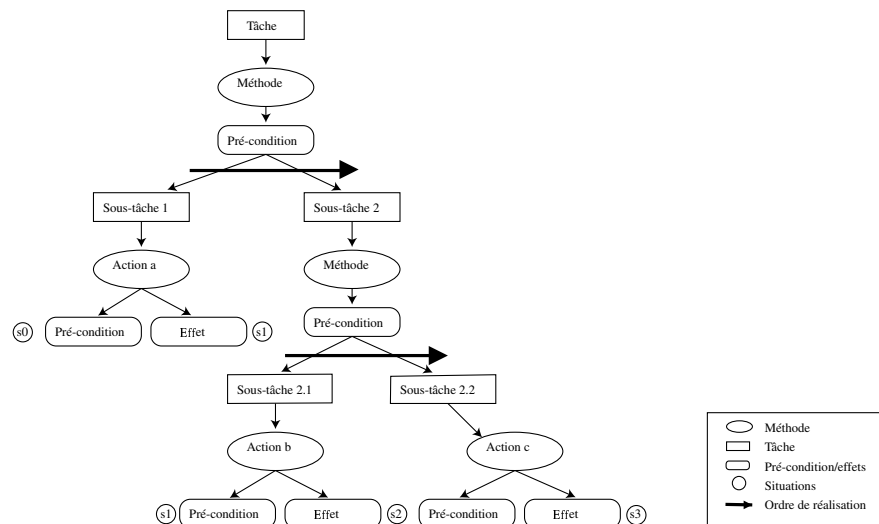 Tâche
Méthode
Pré-condition
Sous-tâche 1
Sous-tâche 2
Action a
Méthode
s0
Pré-condition
Effet
s1
Pré-condition
Sous-tâche 2.1
Sous-tâche 2.2
Action b
Action c
s1
Pré-condition
Effet
s2
Pré-condition
Effet
s3
Méthode
Tâche
Pré-condition/effets
Situations
Ordre de réalisation